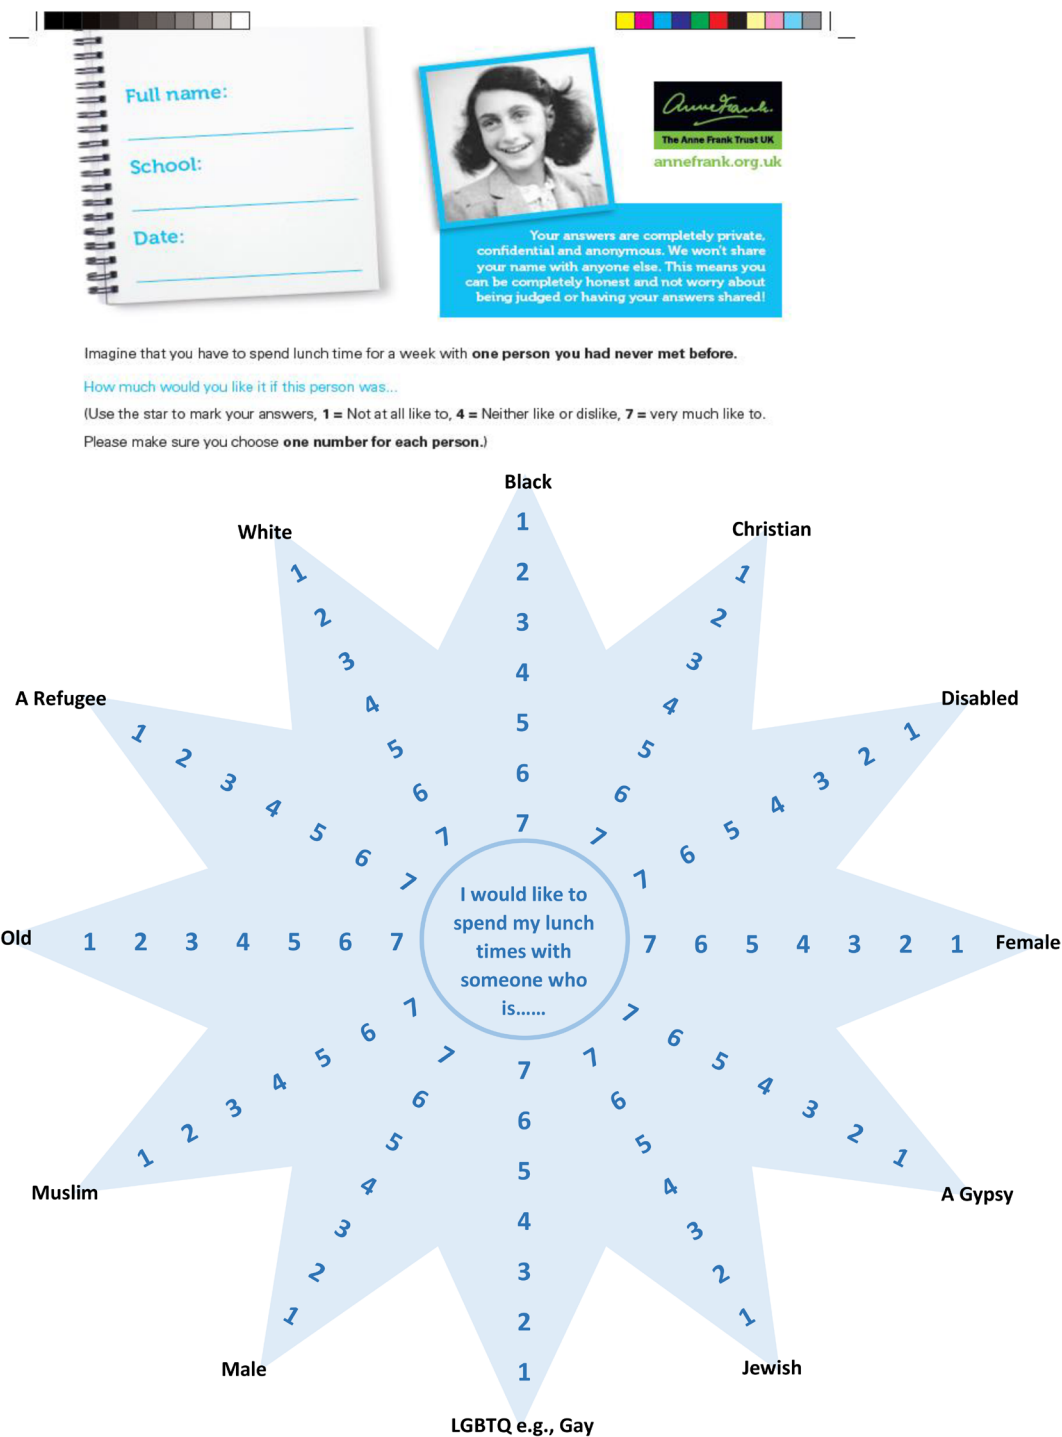 Full name:
School:
Date:
Anne Frank.
The Anne Frank Trust UK
annefrank.org.uk
Your answers are completely private,
confidential and anonymous. We won't share
your name with anyone else. This means you
can be completely honest and not worry about
being judged or having your answers shared!
Imagine that you have to spend lunch time for a week with one person you had never met before.
How much would you like it if this person was...
(Use the star to mark your answers, 1 = Not at all like to, 4 = Neither like or dislike, 7 = very much like to.
Please make sure you choose one number for each person.)
Black
1
2
3
4
5
6
7
Christian
1
2
3
4
5
6
7
Disabled
1
2
3
4
5
6
7
Female
1
2
3
4
5
6
7
A Gypsy
1
2
3
4
5
6
7
Jewish
1
2
3
4
5
6
7
LGBTQ e.g., Gay
1
2
3
4
5
6
7
Male
1
2
3
4
5
6
7
Muslim
1
2
3
4
5
6
7
Old
1
2
3
4
5
6
7
A Refugee
1
2
3
4
5
6
7
White
1
2
3
4
5
6
7
I would like to
spend my lunch
times with
someone who
is......